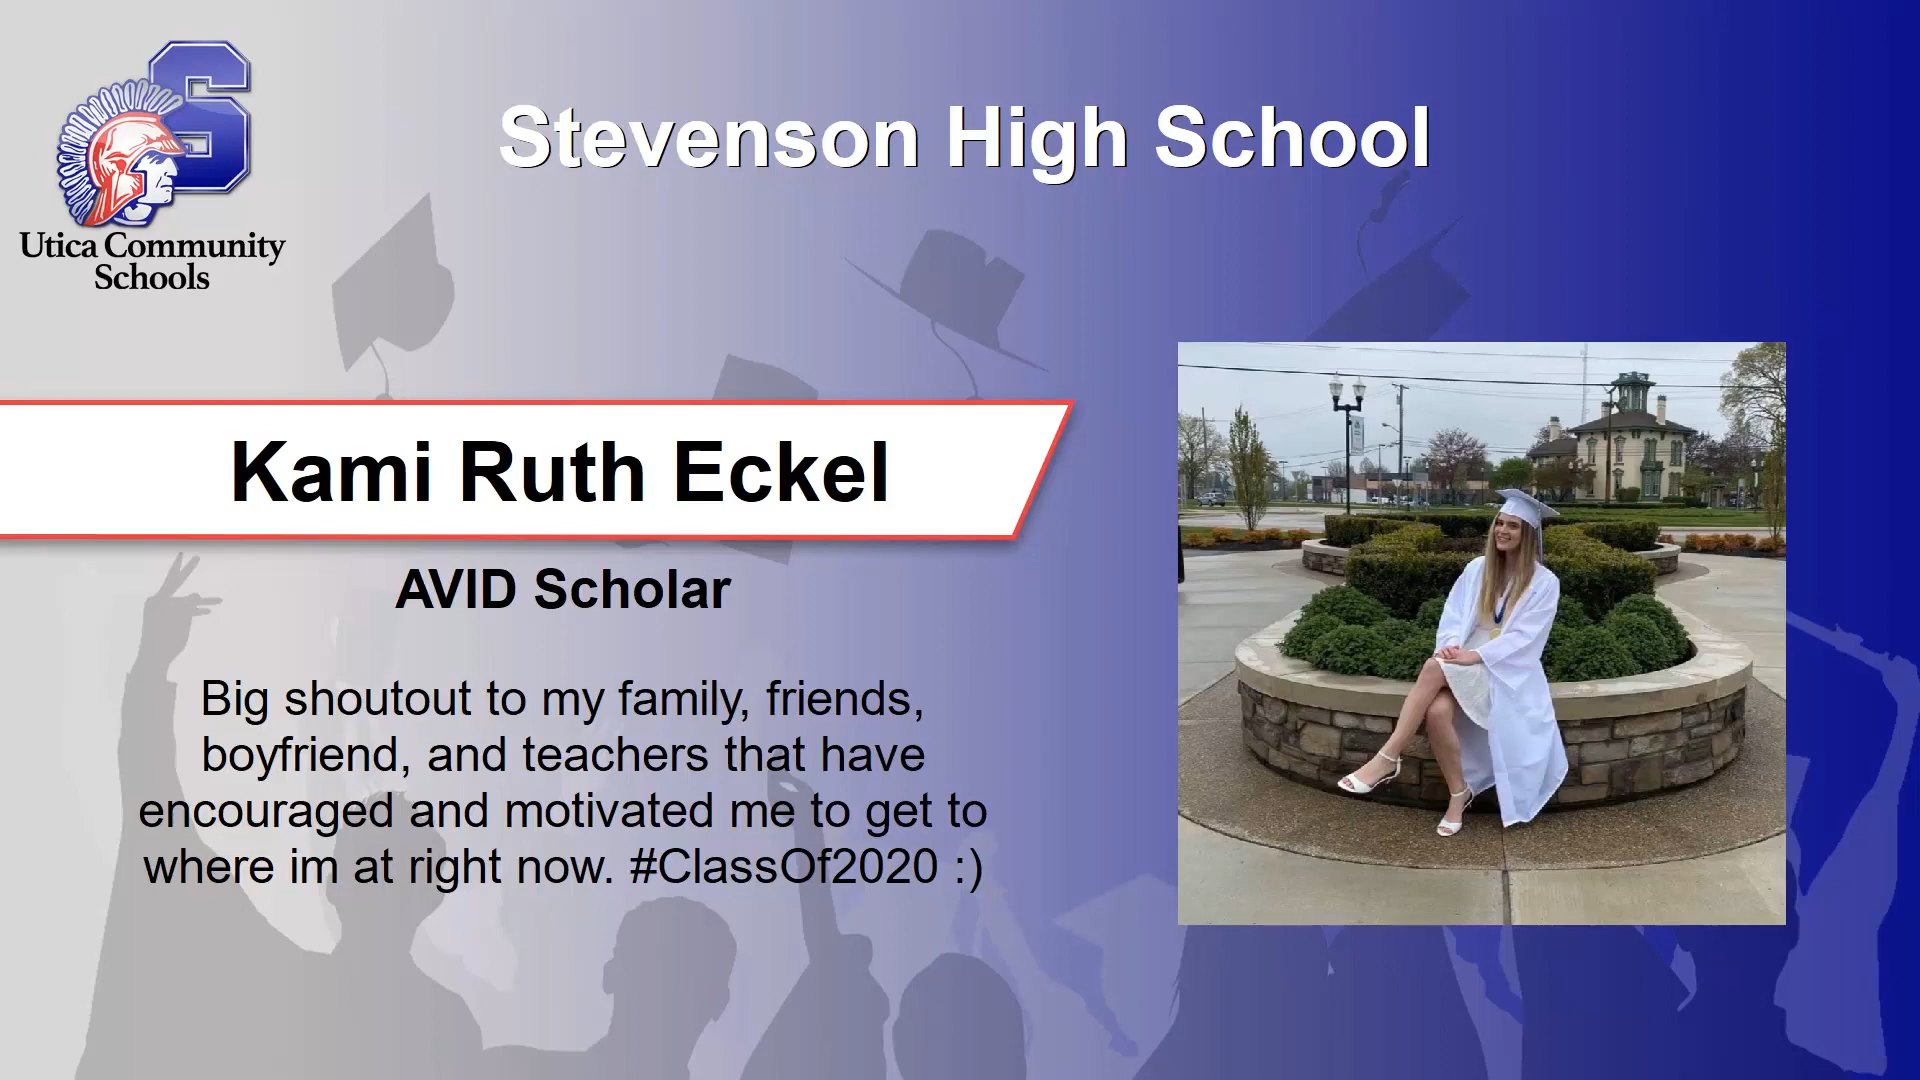 S
Utica Community
Schools
Stevenson High School
Kami Ruth Eckel
AVID Scholar
Big shoutout to my family, friends,
boyfriend, and teachers that have
encouraged and motivated me to get to
where im at right now. #ClassOf2020 :)